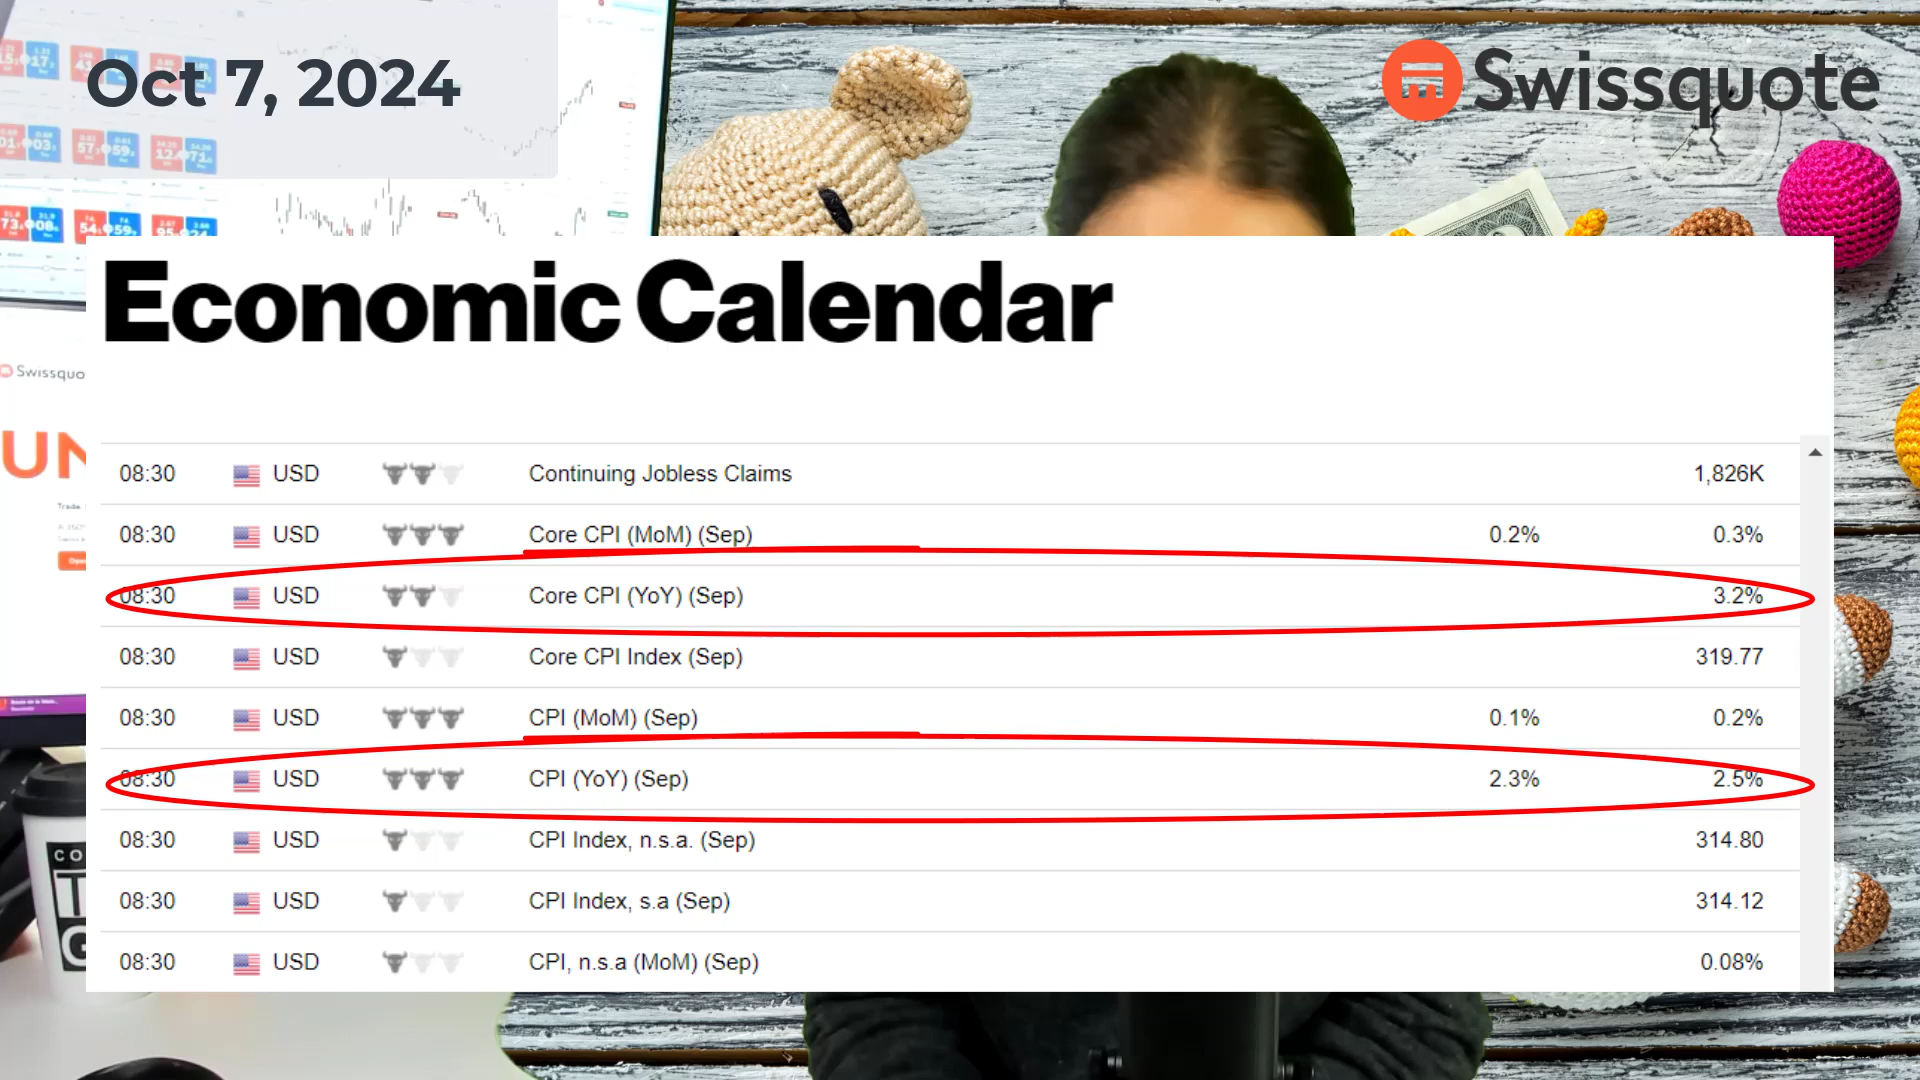 Oct 7, 2024
Swissquote
Economic Calendar
08:30 USD Continuing Jobless Claims 1,826K
08:30 USD Core CPI (MoM) (Sep) 0.2% 0.3%
08:30 USD Core CPI (YoY) (Sep) 3.2%
08:30 USD Core CPI Index (Sep) 319.77
08:30 USD CPI (MoM) (Sep) 0.1% 0.2%
08:30 USD CPI (YoY) (Sep) 2.3% 2.5%
08:30 USD CPI Index, n.s.a. (Sep) 314.80
08:30 USD CPI Index, s.a (Sep) 314.12
08:30 USD CPI, n.s.a (MoM) (Sep) 0.08%
Swissquo
UN
CO
T
G